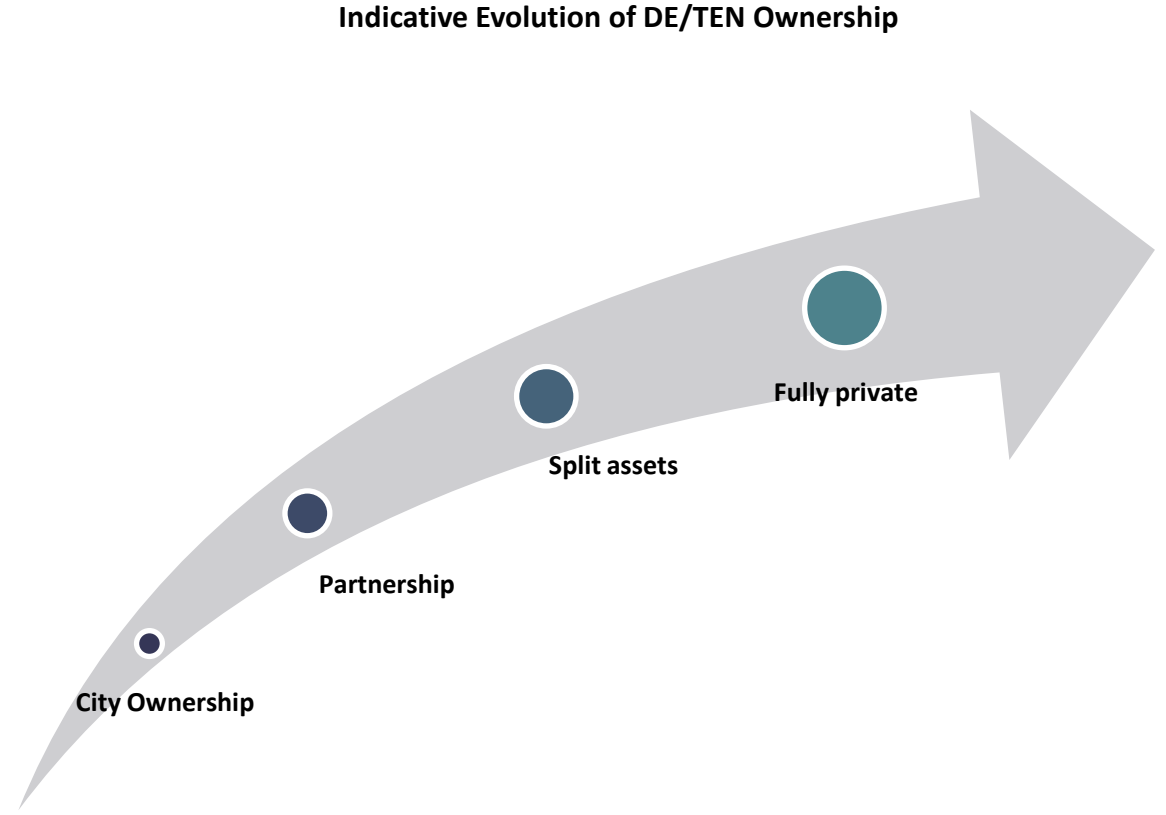 Indicative Evolution of DE/TEN Ownership
Fully private
Split assets
Partnership
City Ownership